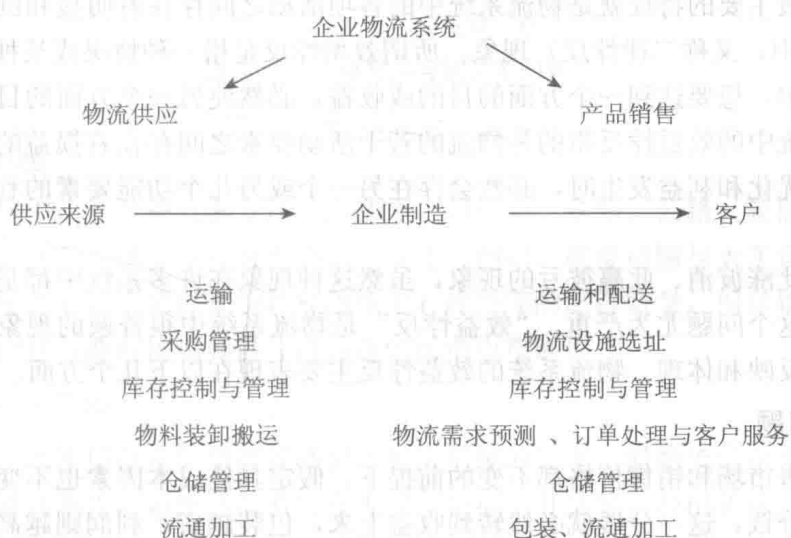 企业物流系统
物流供应 产品销售
供应来源 企业制造 客户
运输 运输和配送
采购管理 物流设施选址
库存控制与管理 库存控制与管理
物料装卸搬运 物流需求预测 、订单处理与客户服务
仓储管理 仓储管理
流通加工 包装、流通加工